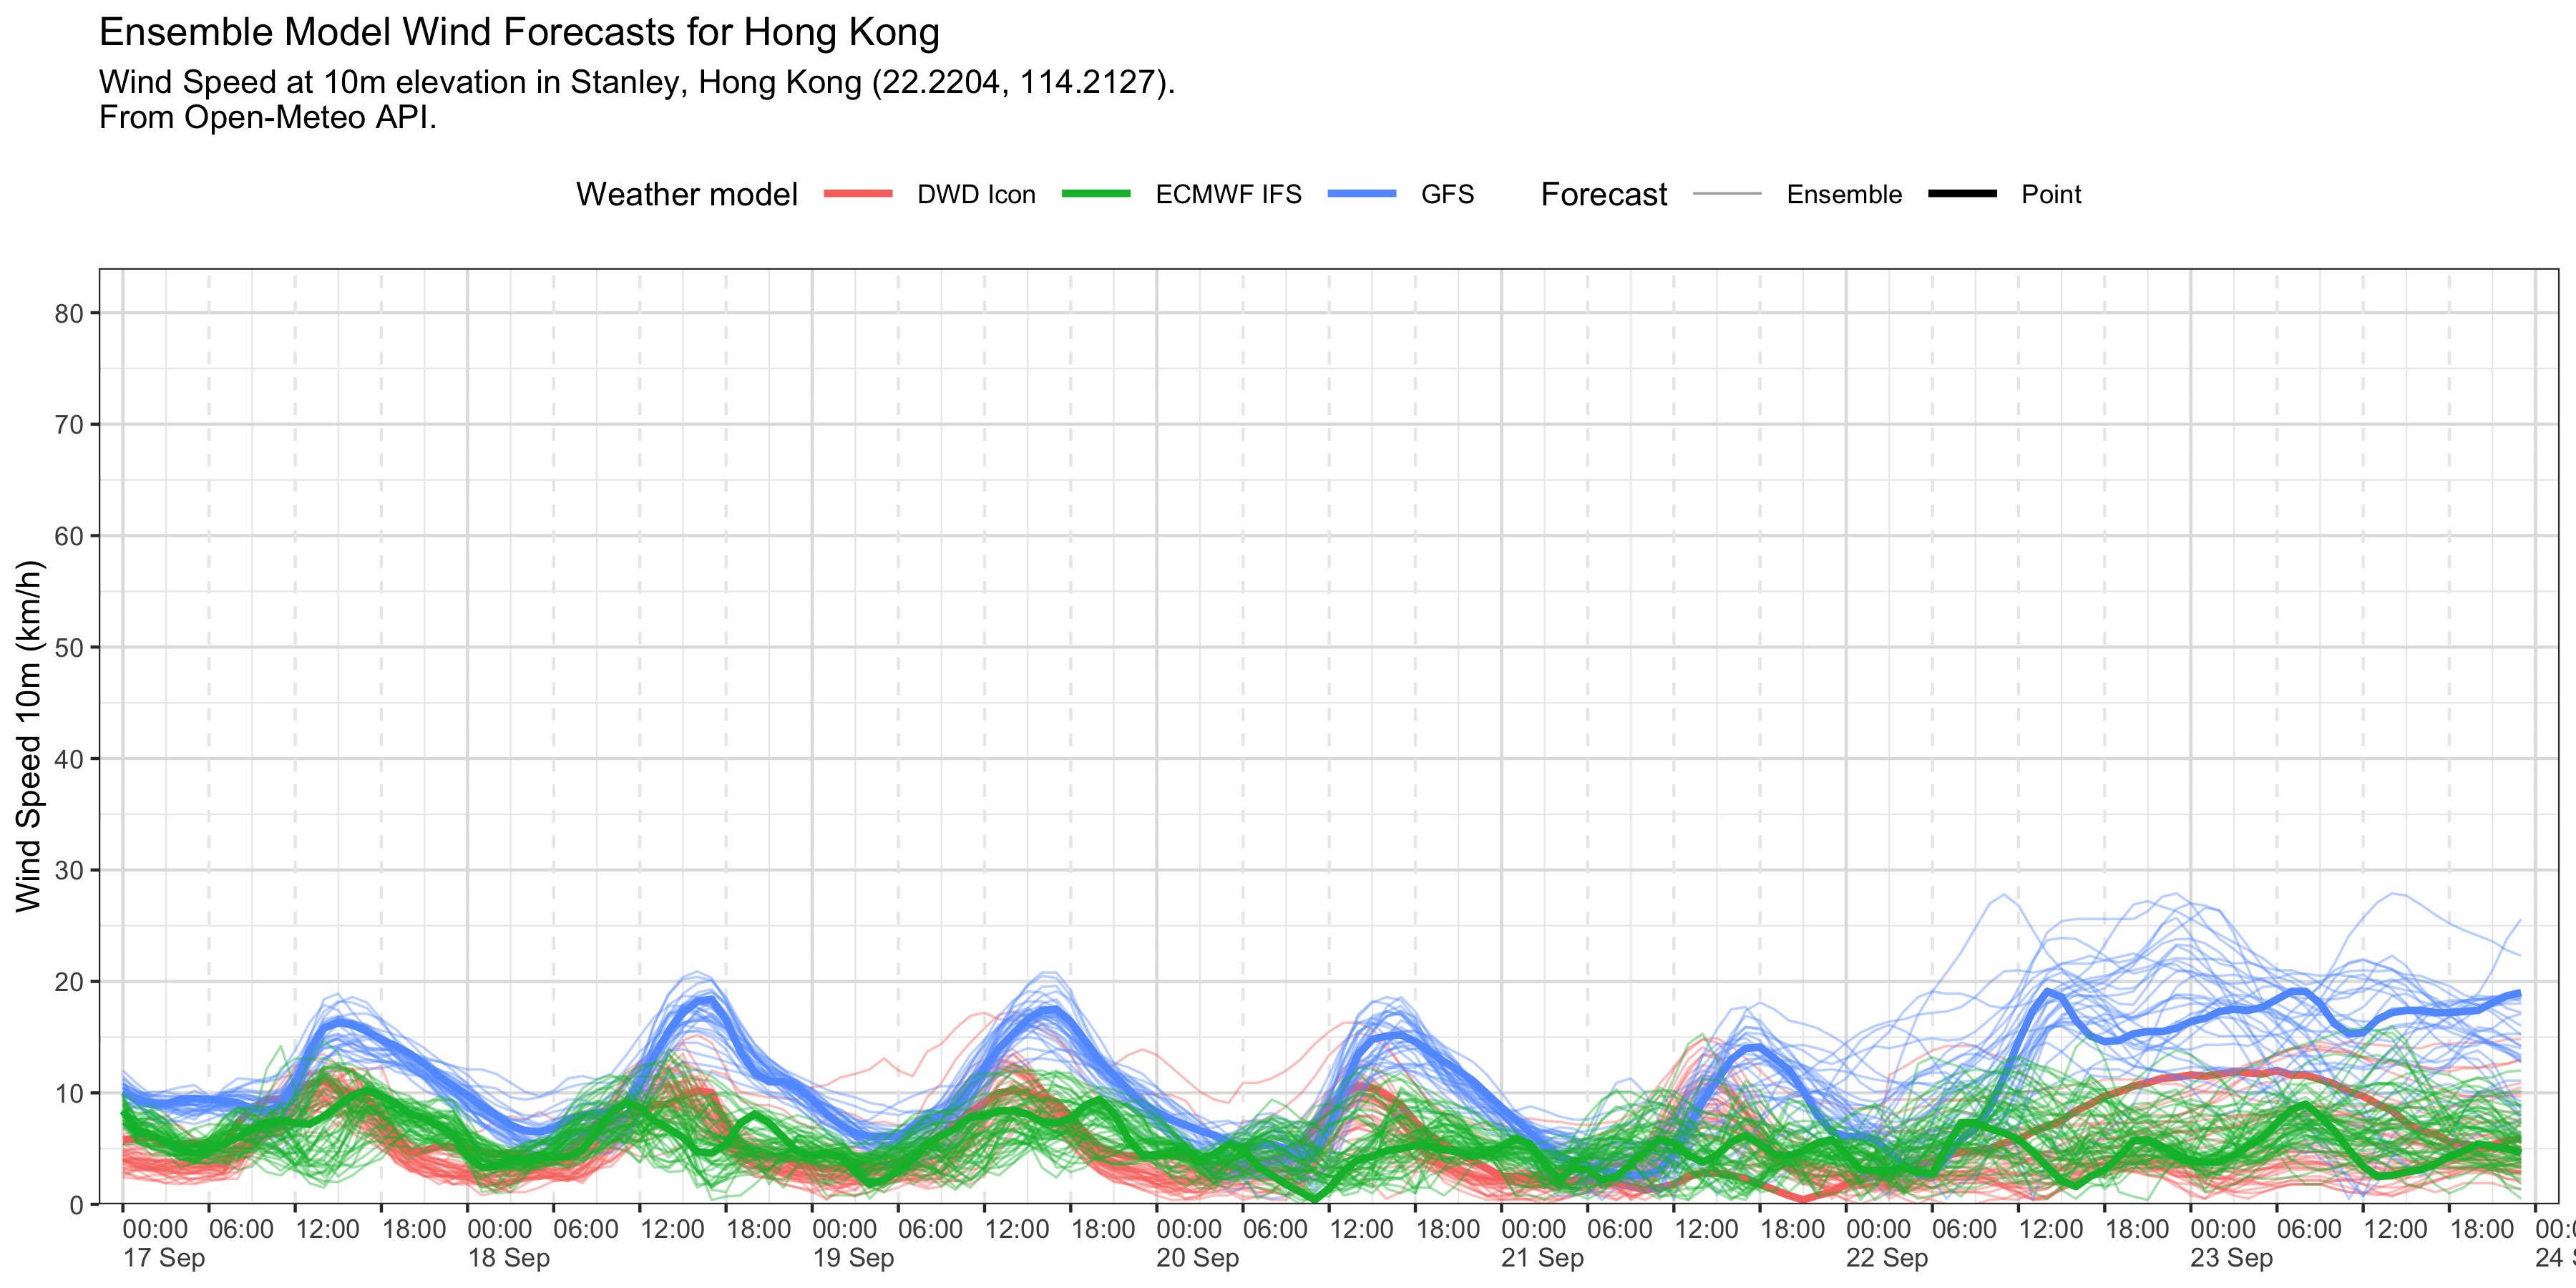 Ensemble Model Wind Forecasts for Hong Kong
Wind Speed at 10m elevation in Stanley, Hong Kong (22.2204, 114.2127).
From Open-Meteo API.
Weather model DWD Icon ECMWF IFS GFS Forecast Ensemble Point
Wind Speed 10m (km/h)
80
70
60
50
40
30
20
10
0
00:00 06:00 12:00 18:00 00:00 06:00 12:00 18:00 00:00 06:00 12:00 18:00 00:00 06:00 12:00 18:00 00:00 06:00 12:00 18:00 00:00 06:00 12:00 18:00 00:00 06:00 12:00 18:00 00:0
17 Sep 18 Sep 19 Sep 20 Sep 21 Sep 22 Sep 23 Sep 24 S